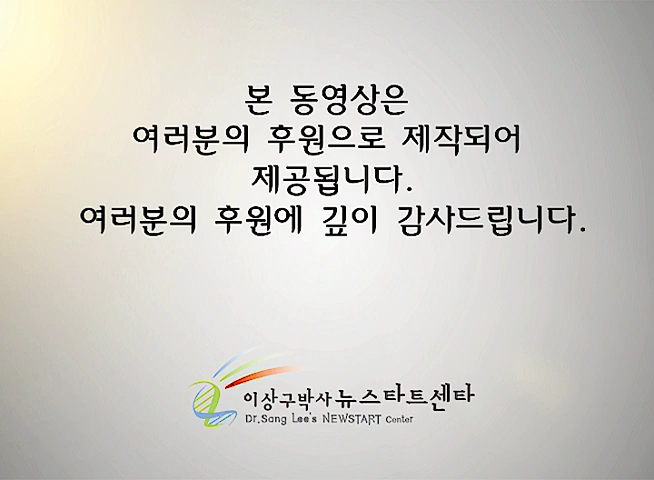 본 동영상은
여러분의 후원으로 제작되어
제공됩니다.
여러분의 후원에 깊이 감사드립니다.
이상구박사 뉴스타트센타
Dr.Sang Lee's NEWSTART Center